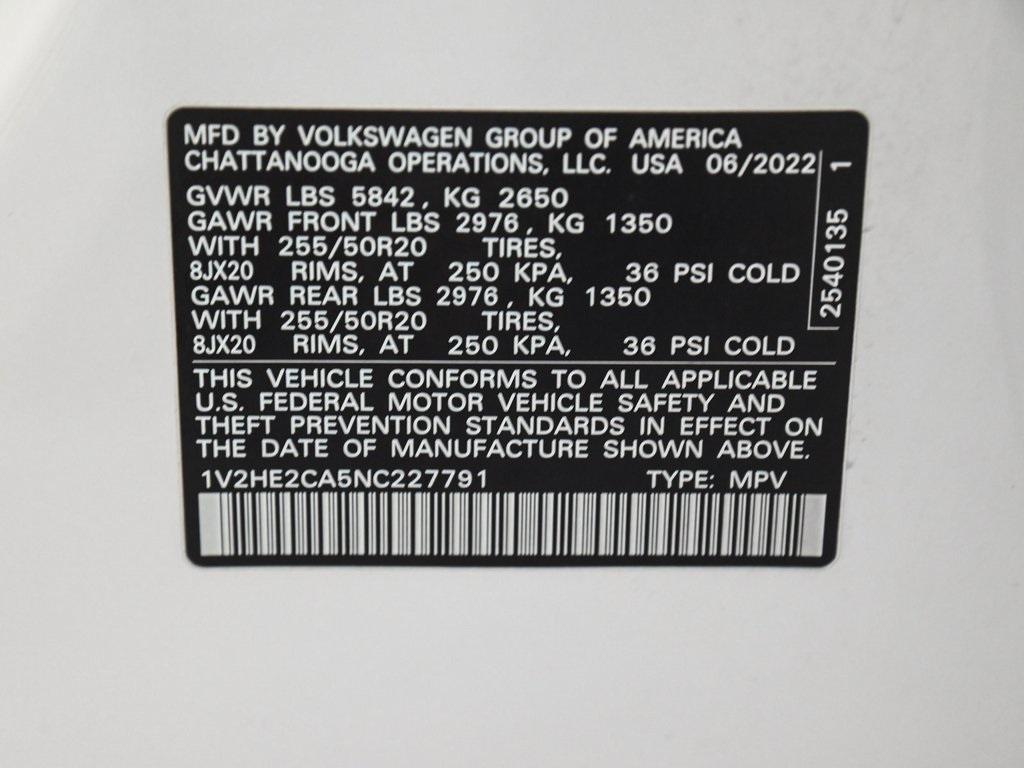 MFD BY VOLKSWAGEN GROUP OF AMERICA
CHATTANOOGA OPERATIONS, LLC. USA 06/2022
GVWR LBS 5842, KG 2650
GAWR FRONT LBS 2976, KG 1350
WITH 255/50R20 TIRES,
8JX20 RIMS, AT 250 KPA, 36 PSI COLD
GAWR REAR LBS 2976, KG 1350
WITH 255/50R20 TIRES,
8JX20 RIMS, AT 250 KPA, 36 PSI COLD
2540135 1
THIS VEHICLE CONFORMS TO ALL APPLICABLE
U.S. FEDERAL MOTOR VEHICLE SAFETY AND
THEFT PREVENTION STANDARDS IN EFFECT ON
THE DATE OF MANUFACTURE SHOWN ABOVE.
1V2HE2CA5NC227791 TYPE: MPV